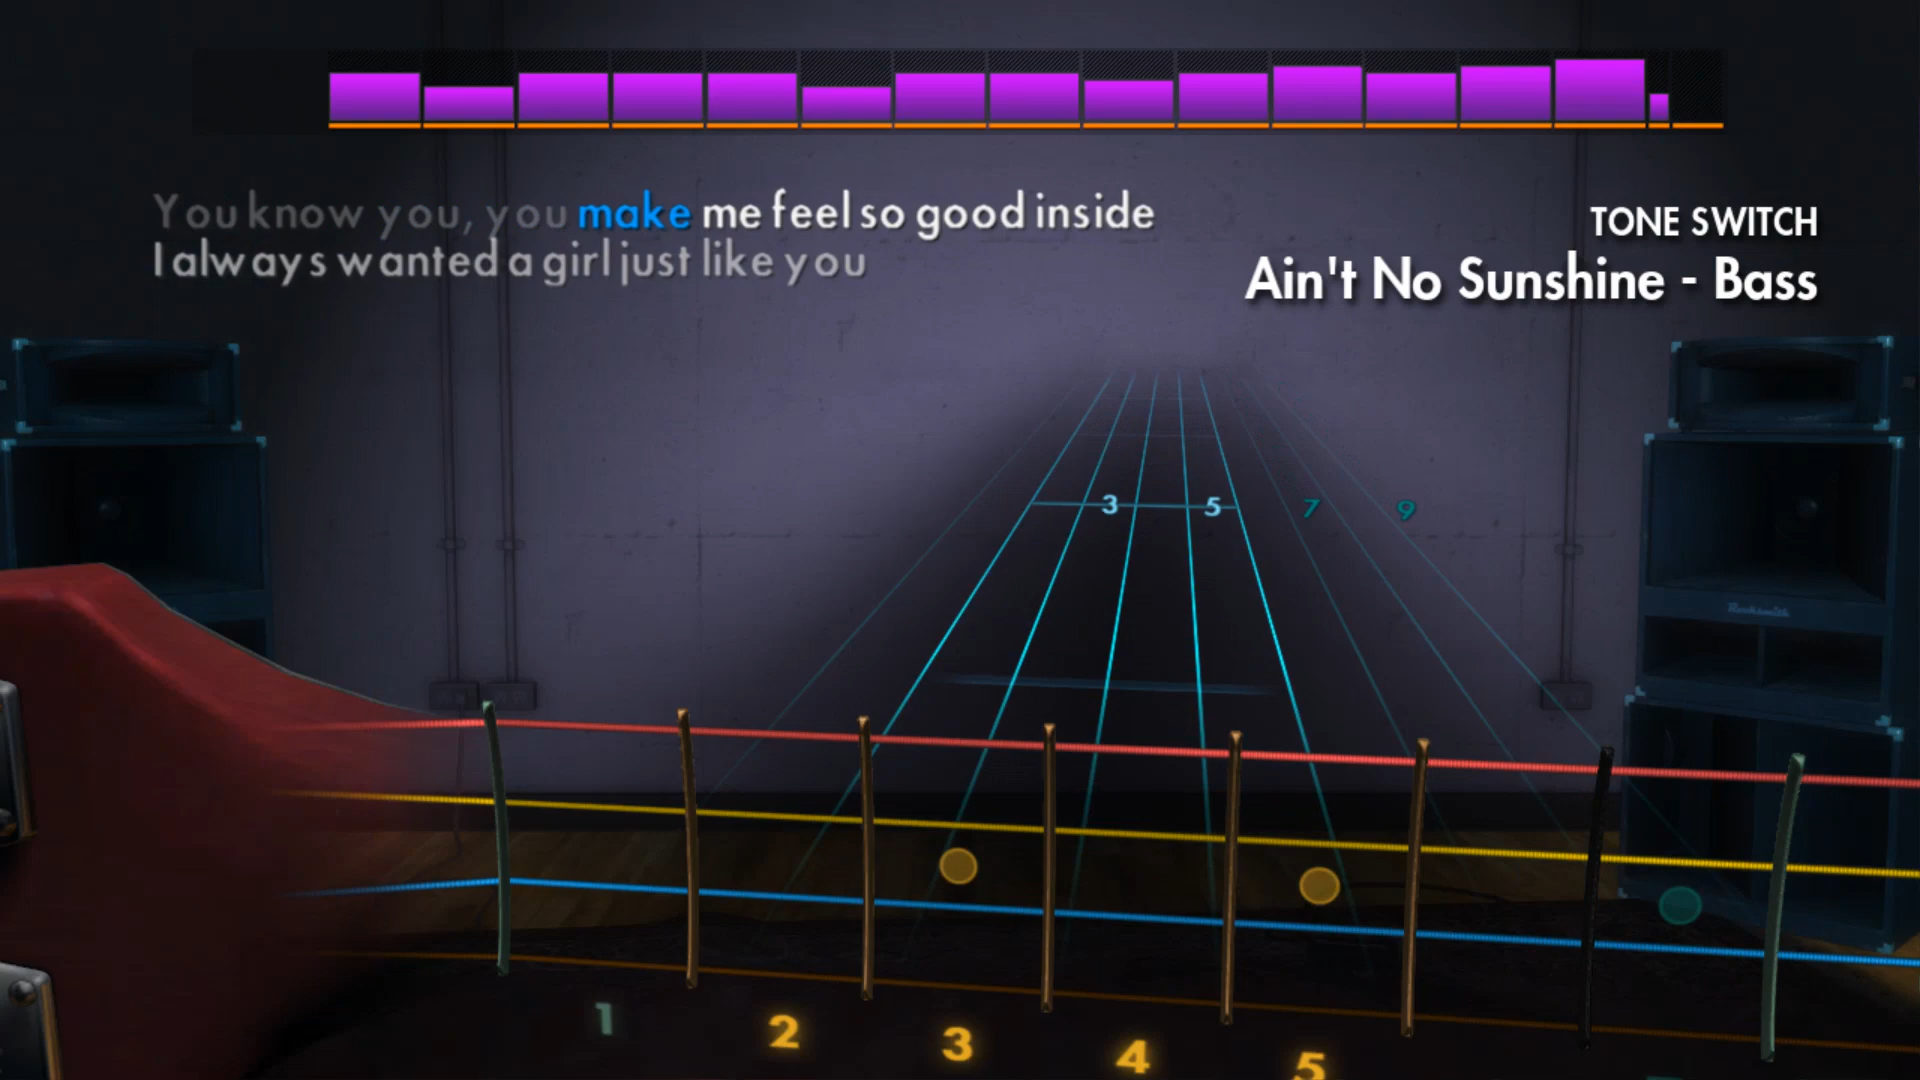 You know you, you make me feel so good inside
I always wanted a girl just like you
TONE SWITCH
Ain't No Sunshine - Bass
3 5 7 9
Rocksmith
1 2 3 4 5